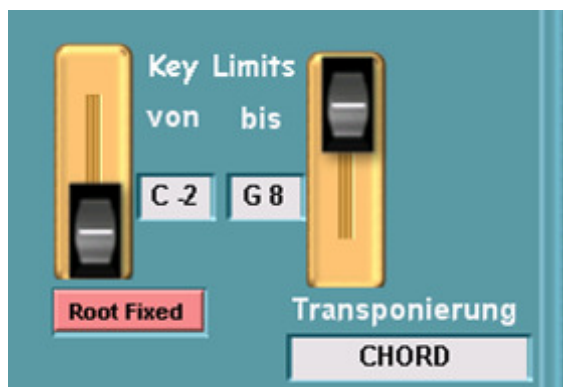 Key Limits
von bis
C -2 G 8
Root Fixed
Transponierung
CHORD